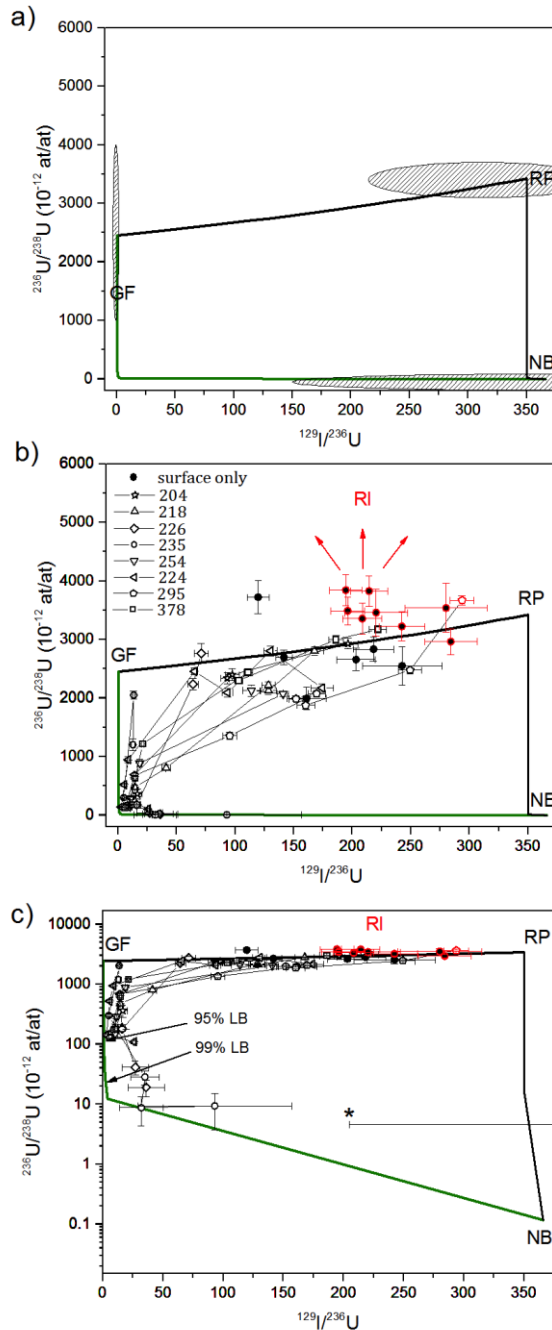 a)
6000
5000
4000
3000
2000
1000
0
²³⁶U/²³⁸U (10⁻¹² at/at)
GF
RP
NB
0 50 100 150 200 250 300 350
¹²⁹I/²³⁶U
b)
6000
5000
4000
3000
2000
1000
0
²³⁶U/²³⁸U (10⁻¹² at/at)
surface only
204
218
226
235
254
224
295
378
RI
GF
RP
NB
0 50 100 150 200 250 300 350
¹²⁹I/²³⁶U
c)
10000
1000
100
10
1
0.1
²³⁶U/²³⁸U (10⁻¹² at/at)
GF
RI
RP
95% LB
99% LB
*
NB
0 50 100 150 200 250 300 350
¹²⁹I/²³⁶U